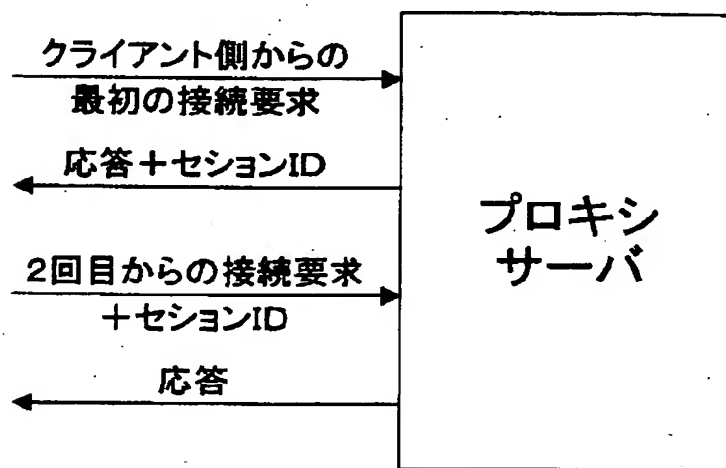 クライアント側からの
最初の接続要求
応答＋セションID
2回目からの接続要求
＋セションID
応答
プロキシ
サーバ